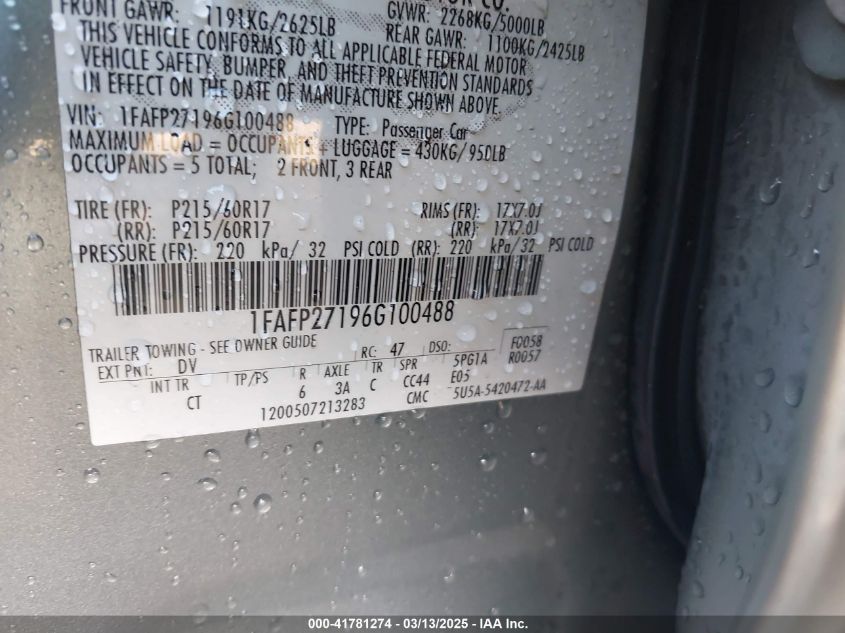 FRONT GAWR: 1191KG/2625LB GVWR: 2268KG/5000LB
REAR GAWR: 1100KG/2425LB
THIS VEHICLE CONFORMS TO ALL APPLICABLE FEDERAL MOTOR
VEHICLE SAFETY, BUMPER, AND THEFT PREVENTION STANDARDS
IN EFFECT ON THE DATE OF MANUFACTURE SHOWN ABOVE.
VIN: 1FAFP27196G100488 TYPE: Passenger Car
MAXIMUM LOAD = OCCUPANTS + LUGGAGE = 430KG/950LB
OCCUPANTS = 5 TOTAL; 2 FRONT, 3 REAR
TIRE (FR): P215/60R17 RIMS (FR): 17X7.0J
(RR): P215/60R17 (RR): 17X7.0J
PRESSURE (FR): 220 kPa/ 32 PSI COLD (RR): 220 kPa/32 PSI COLD
1FAFP27196G100488
TRAILER TOWING - SEE OWNER GUIDE F0058
EXT PNT: DV RC: 47 DSO: R0057
INT TR TP/PS R AXLE TR SPR 5PG1A
CT 6 3A C CC44 E05
1200507213283 CMC 5U5A-5420472-AA
000-41781274 - 03/13/2025 - IAA Inc.